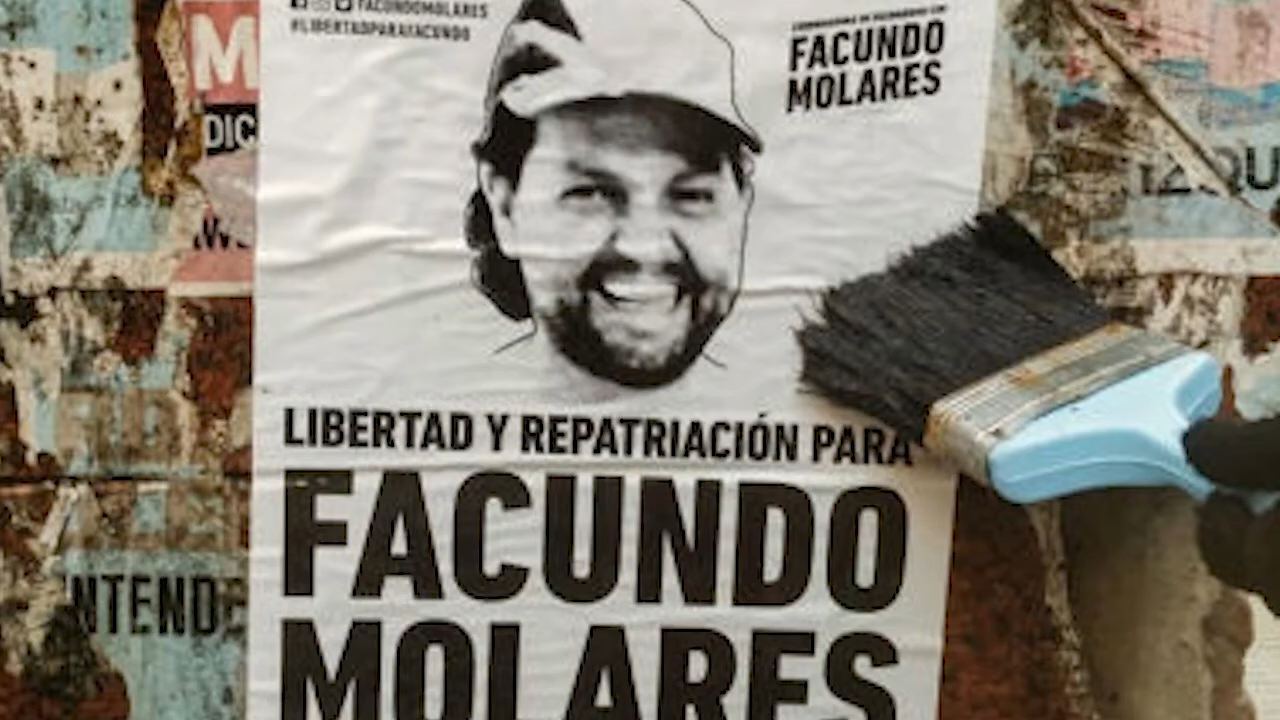 FACUNDOMOLARES
#LIBERTADPARAFACUNDO
FACUNDO
MOLARES
LIBERTAD Y REPATRIACIÓN PARA
FACUNDO
MOLARES
M
DIC
NTENDE
IZQU